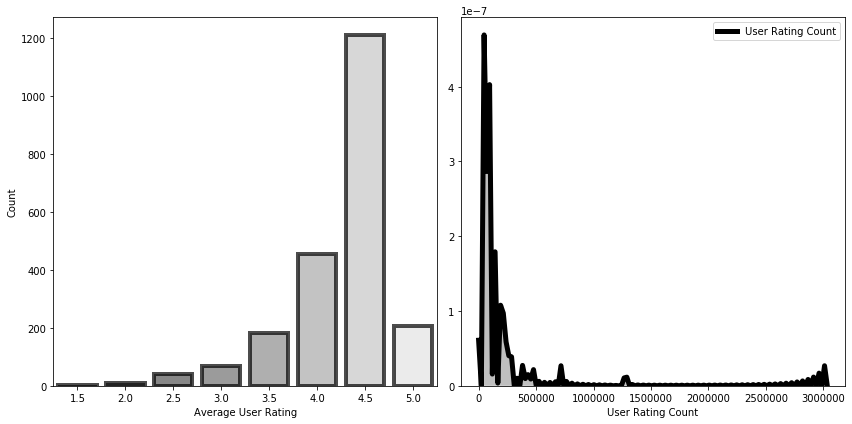 1200
1000
800
600
400
200
0
Count
1.5 2.0 2.5 3.0 3.5 4.0 4.5 5.0
Average User Rating
1e−7
4
3
2
1
0
User Rating Count
0 500000 1000000 1500000 2000000 2500000 3000000
User Rating Count